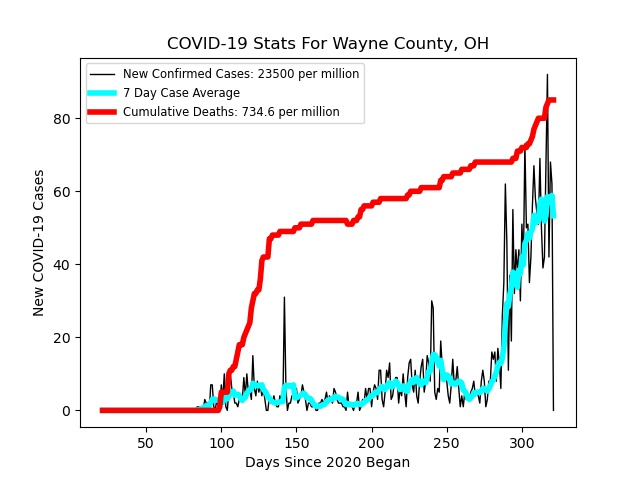 COVID-19 Stats For Wayne County, OH
New Confirmed Cases: 23500 per million
7 Day Case Average
Cumulative Deaths: 734.6 per million
New COVID-19 Cases
80
60
40
20
0
50 100 150 200 250 300
Days Since 2020 Began